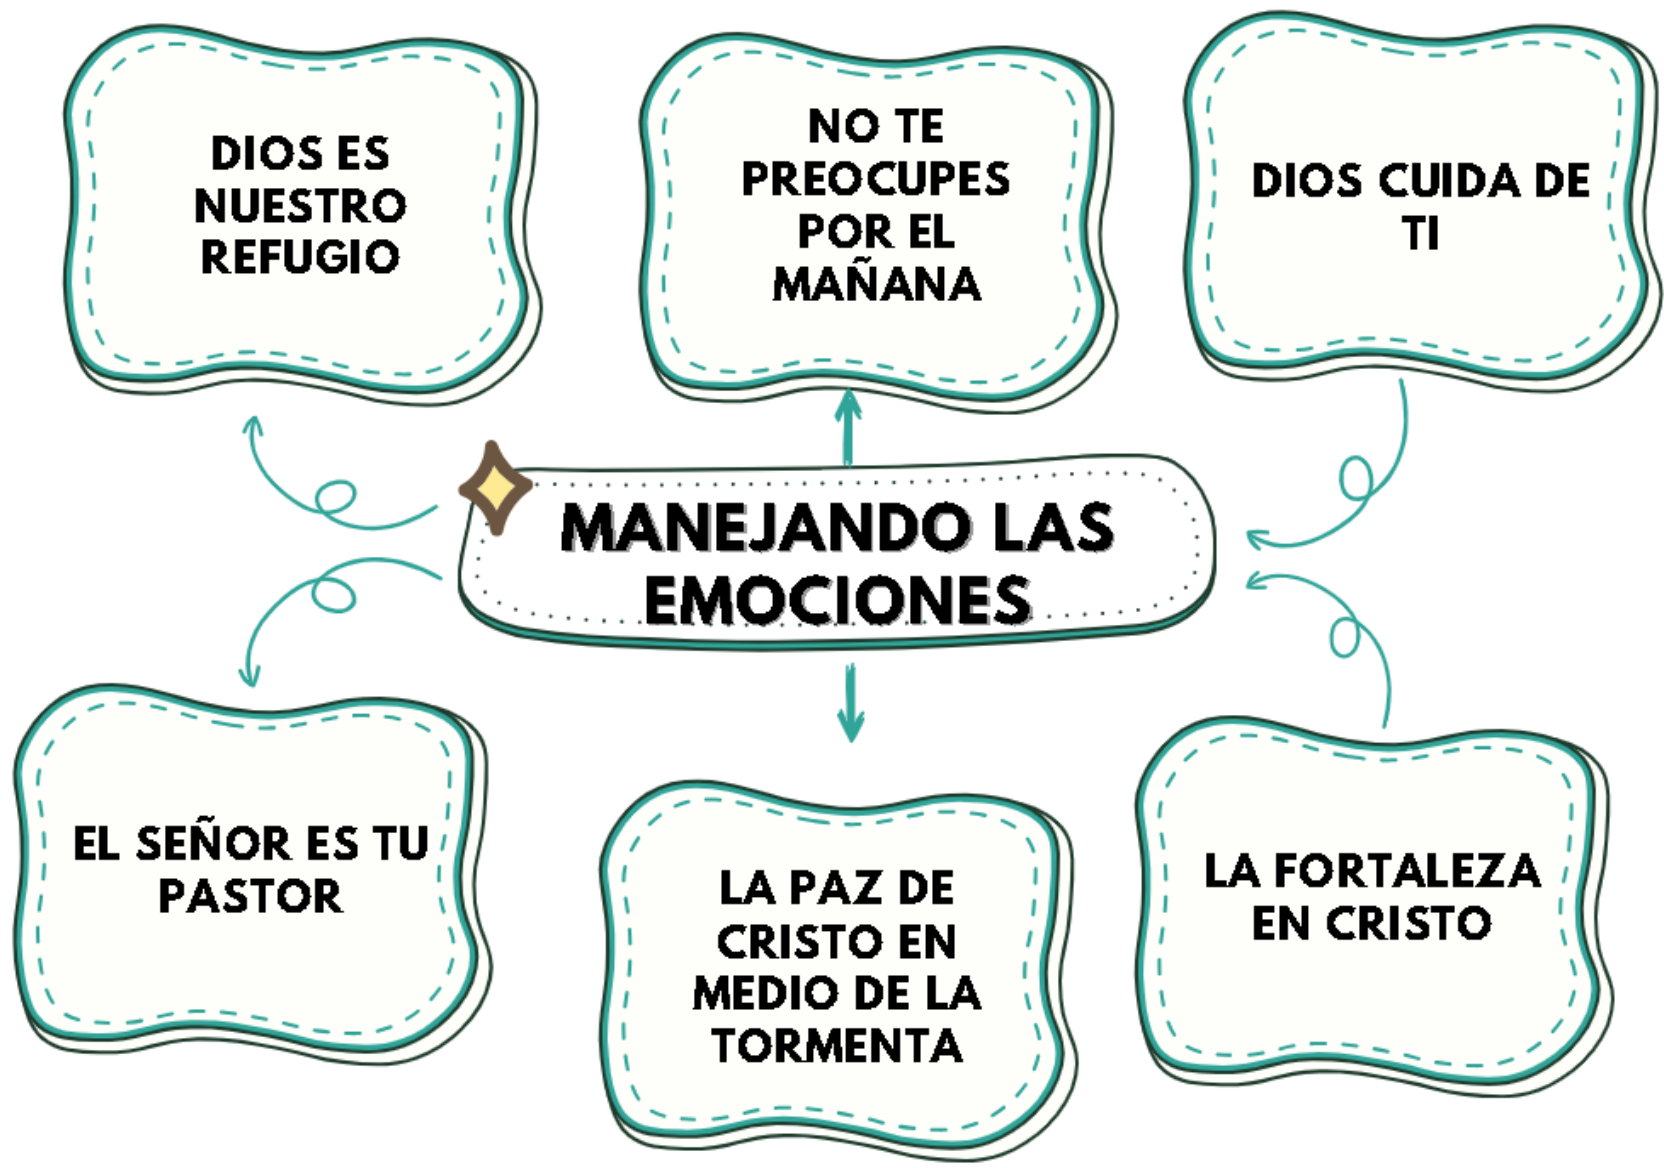 DIOS ES
NUESTRO
REFUGIO
NO TE
PREOCUPES
POR EL
MAÑANA
DIOS CUIDA DE
TI
MANEJANDO LAS
EMOCIONES
EL SEÑOR ES TU
PASTOR
LA PAZ DE
CRISTO EN
MEDIO DE LA
TORMENTA
LA FORTALEZA
EN CRISTO